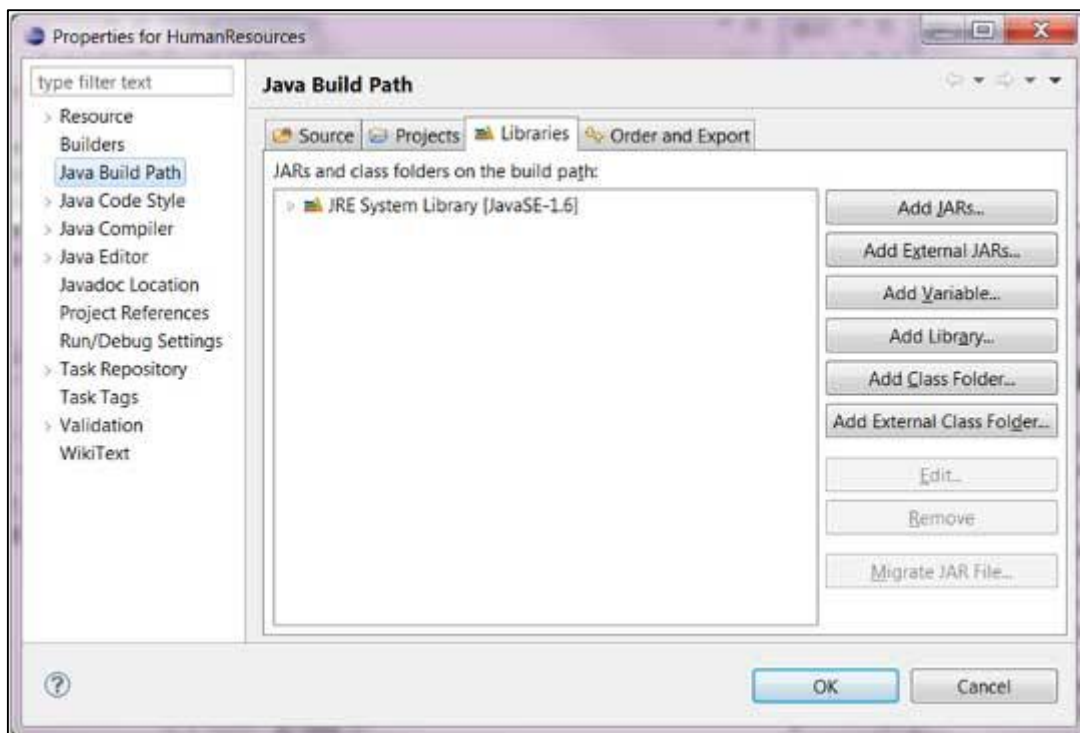 Properties for HumanResources
type filter text
Resource
Builders
Java Build Path
Java Code Style
Java Compiler
Java Editor
Javadoc Location
Project References
Run/Debug Settings
Task Repository
Task Tags
Validation
WikiText
Java Build Path
Source Projects Libraries Order and Export
JARs and class folders on the build path:
JRE System Library [JavaSE-1.6]
Add JARs...
Add External JARs...
Add Variable...
Add Library...
Add Class Folder...
Add External Class Folder...
Edit...
Remove
Migrate JAR File...
OK Cancel